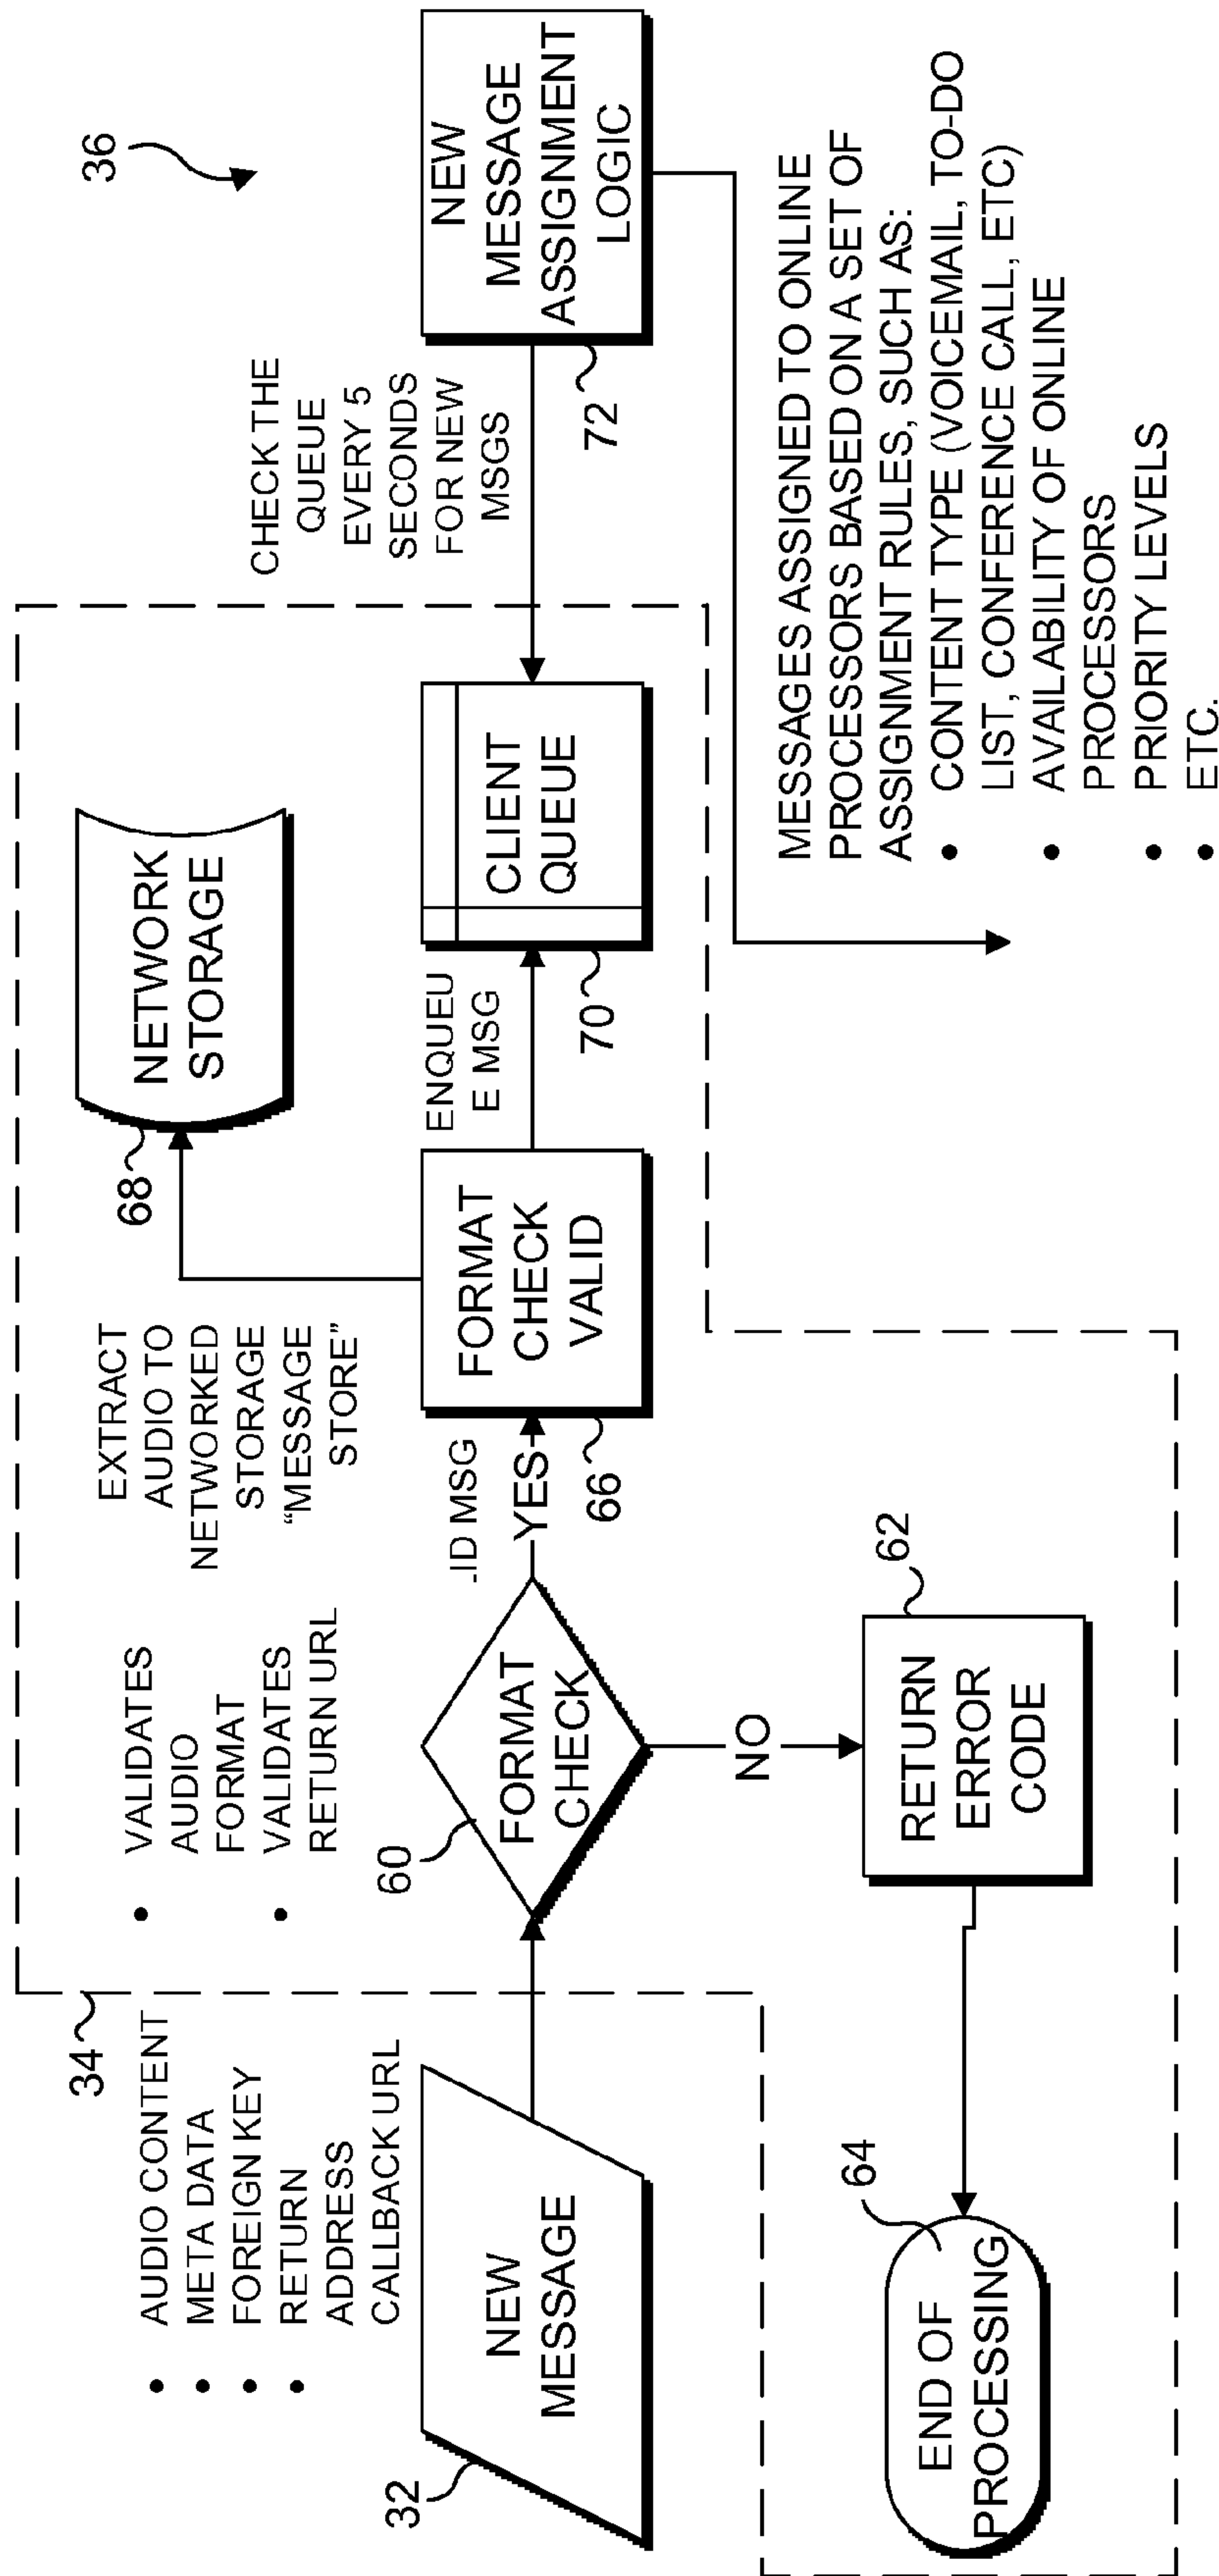 36
34
• AUDIO CONTENT
• META DATA
• FOREIGN KEY
• RETURN
ADDRESS
CALLBACK URL
32
NEW
MESSAGE
• VALIDATES
AUDIO
FORMAT
• VALIDATES
RETURN URL
60
FORMAT
CHECK
NO
62
RETURN
ERROR
CODE
64
END OF
PROCESSING
.ID MSG
YES
66
FORMAT
CHECK
VALID
EXTRACT
AUDIO TO
NETWORKED
STORAGE
“MESSAGE
STORE”
68
NETWORK
STORAGE
ENQUEU
E MSG
70
CLIENT
QUEUE
CHECK THE
QUEUE
EVERY 5
SECONDS
FOR NEW
MSGS
72
NEW
MESSAGE
ASSIGNMENT
LOGIC
MESSAGES ASSIGNED TO ONLINE
PROCESSORS BASED ON A SET OF
ASSIGNMENT RULES, SUCH AS:
• CONTENT TYPE (VOICEMAIL, TO-DO
LIST, CONFERENCE CALL, ETC)
• AVAILABILITY OF ONLINE
PROCESSORS
• PRIORITY LEVELS
• ETC.